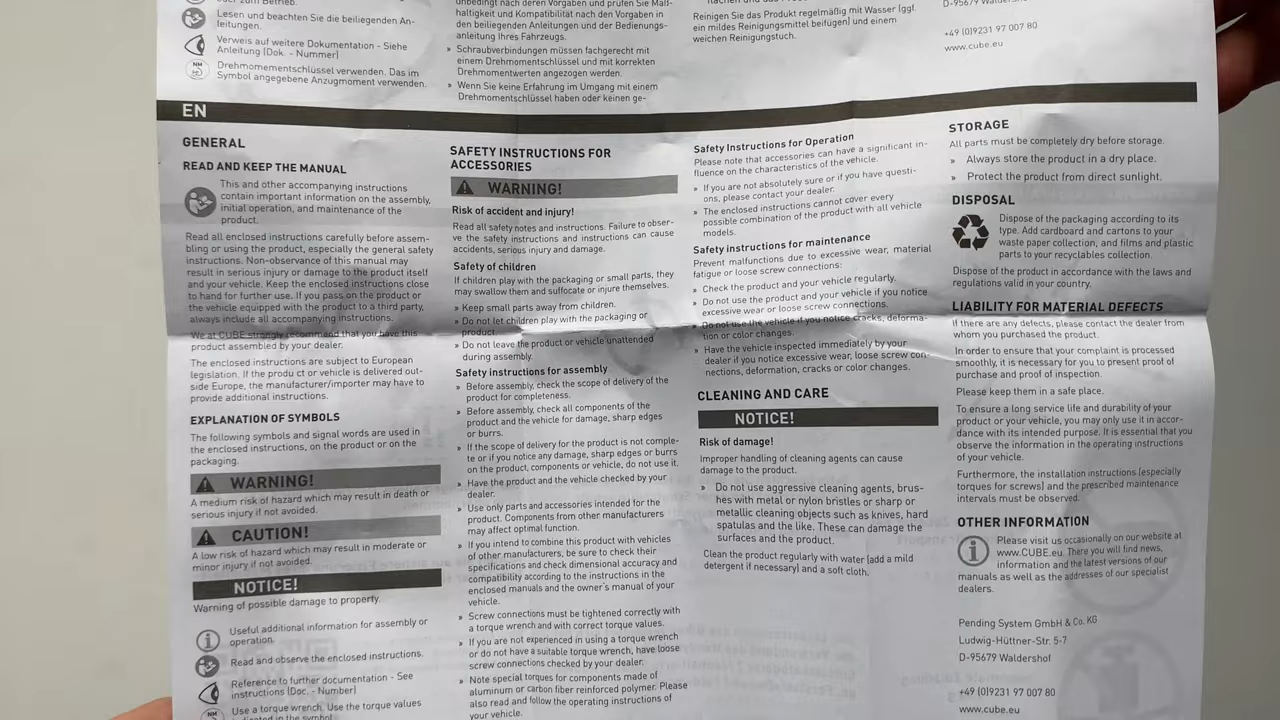 oder zum Betrieb.
Lesen und beachten Sie die beiliegenden An-
leitungen.
Verweis auf weitere Dokumentation - Siehe
Anleitung (Dok. - Nummer)
NM
Drehmomementschlüssel verwenden. Das im
Symbol angegebene Anzugmoment verwenden.
unbedingt nach deren Vorgaben und prüfen Sie Maß-
haltigkeit und Kompatibilität nach den Vorgaben in
den beiliegenden Anleitungen und der Bedienungs-
anleitung Ihres Fahrzeugs.
» Schraubverbindungen müssen fachgerecht mit
einem Drehmomentschlüssel und mit korrekten
Drehmomentwerten angezogen werden.
» Wenn Sie keine Erfahrung im Umgang mit einem
Drehmomentschlüssel haben oder keinen ge-
Reinigen Sie das Produkt regelmäßig mit Wasser (ggf.
ein mildes Reinigungsmittel beifügen) und einem
weichen Reinigungstuch.
D-95679
+49 (0)9231 97 007 80
www.cube.eu
EN
GENERAL
READ AND KEEP THE MANUAL
This and other accompanying instructions
contain important information on the assembly,
initial operation, and maintenance of the
product.
Read all enclosed instructions carefully before assem-
bling or using the product, especially the general safety
instructions. Non-observance of this manual may
result in serious injury or damage to the product itself
and your vehicle. Keep the enclosed instructions close
to hand for further use. If you pass on the product or
the vehicle equipped with the product to a third party,
always include all accompanying instructions.
We at CUBE strongly recommend that you have this
product assembled by your dealer.
The enclosed instructions are subject to European
legislation. If the produ ct or vehicle is delivered out-
side Europe, the manufacturer/importer may have to
provide additional instructions.
EXPLANATION OF SYMBOLS
The following symbols and signal words are used in
the enclosed instructions, on the product or on the
packaging.
WARNING!
A medium risk of hazard which may result in death or
serious injury if not avoided.
CAUTION!
A low risk of hazard which may result in moderate or
minor injury if not avoided.
NOTICE!
Warning of possible damage to property.
Useful additional information for assembly or
operation.
Read and observe the enclosed instructions.
Reference to further documentation - See
instructions (Doc. - Number)
NM
Use a torque wrench. Use the torque values
indicated in the symbol
SAFETY INSTRUCTIONS FOR
ACCESSORIES
WARNING!
Risk of accident and injury!
Read all safety notes and instructions. Failure to obser-
ve the safety instructions and instructions can cause
accidents, serious injury and damage.
Safety of children
If children play with the packaging or small parts, they
may swallow them and suffocate or injure themselves.
» Keep small parts away from children.
» Do not let children play with the packaging or
product.
» Do not leave the product or vehicle unattended
during assembly.
Safety instructions for assembly
» Before assembly, check the scope of delivery of the
product for completeness.
» Before assembly, check all components of the
product and the vehicle for damage, sharp edges
or burrs.
» If the scope of delivery for the product is not comple-
te or if you notice any damage, sharp edges or burrs
on the product, components or vehicle, do not use it.
» Have the product and the vehicle checked by your
dealer.
» Use only parts and accessories intended for the
product. Components from other manufacturers
may affect optimal function.
» If you intend to combine this product with vehicles
of other manufacturers, be sure to check their
specifications and check dimensional accuracy and
compatibility according to the instructions in the
enclosed manuals and the owner's manual of your
vehicle.
» Screw connections must be tightened correctly with
a torque wrench and with correct torque values.
» If you are not experienced in using a torque wrench
or do not have a suitable torque wrench, have loose
screw connections checked by your dealer.
» Note special torques for components made of
aluminum or carbon fiber reinforced polymer. Please
also read and follow the operating instructions of
your vehicle.
Safety Instructions for Operation
Please note that accessories can have a significant in-
fluence on the characteristics of the vehicle.
» If you are not absolutely sure or if you have questi-
ons, please contact your dealer.
» The enclosed instructions cannot cover every
possible combination of the product with all vehicle
models.
Safety instructions for maintenance
Prevent malfunctions due to excessive wear, material
fatigue or loose screw connections:
» Check the product and your vehicle regularly.
» Do not use the product and your vehicle if you notice
excessive wear or loose screw connections.
» Do not use the vehicle if you notice cracks, deforma-
tion or color changes.
» Have the vehicle inspected immediately by your
dealer if you notice excessive wear, loose screw con-
nections, deformation, cracks or color changes.
CLEANING AND CARE
NOTICE!
Risk of damage!
Improper handling of cleaning agents can cause
damage to the product.
» Do not use aggressive cleaning agents, brus-
hes with metal or nylon bristles or sharp or
metallic cleaning objects such as knives, hard
spatulas and the like. These can damage the
surfaces and the product.
Clean the product regularly with water (add a mild
detergent if necessary) and a soft cloth.
STORAGE
All parts must be completely dry before storage.
» Always store the product in a dry place.
» Protect the product from direct sunlight.
DISPOSAL
Dispose of the packaging according to its
type. Add cardboard and cartons to your
waste paper collection, and films and plastic
parts to your recyclables collection.
Dispose of the product in accordance with the laws and
regulations valid in your country.
LIABILITY FOR MATERIAL DEFECTS
If there are any defects, please contact the dealer from
whom you purchased the product.
In order to ensure that your complaint is processed
smoothly, it is necessary for you to present proof of
purchase and proof of inspection.
Please keep them in a safe place.
To ensure a long service life and durability of your
product or your vehicle, you may only use it in accor-
dance with its intended purpose. It is essential that you
observe the information in the operating instructions
of your vehicle.
Furthermore, the installation instructions (especially
torques for screws) and the prescribed maintenance
intervals must be observed.
OTHER INFORMATION
Please visit us occasionally on our website at
www.CUBE.eu. There you will find news,
information and the latest versions of our
manuals as well as the addresses of our specialist
dealers.
Pending System GmbH & Co. KG
Ludwig-Hüttner-Str. 5-7
D-95679 Waldershof
+49 (0)9231 97 007 80
www.cube.eu